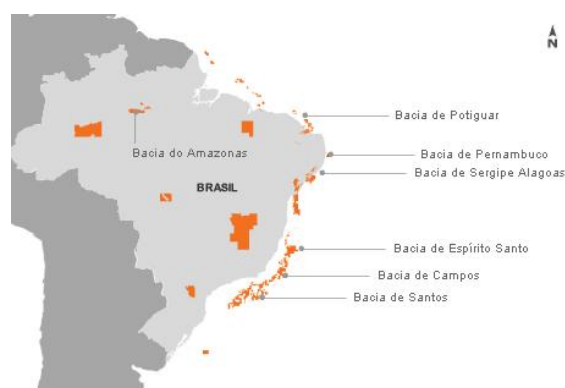 N
Bacia de Potiguar
Bacia do Amazonas
Bacia de Pernambuco
Bacia de Sergipe Alagoas
BRASIL
Bacia de Espírito Santo
Bacia de Campos
Bacia de Santos